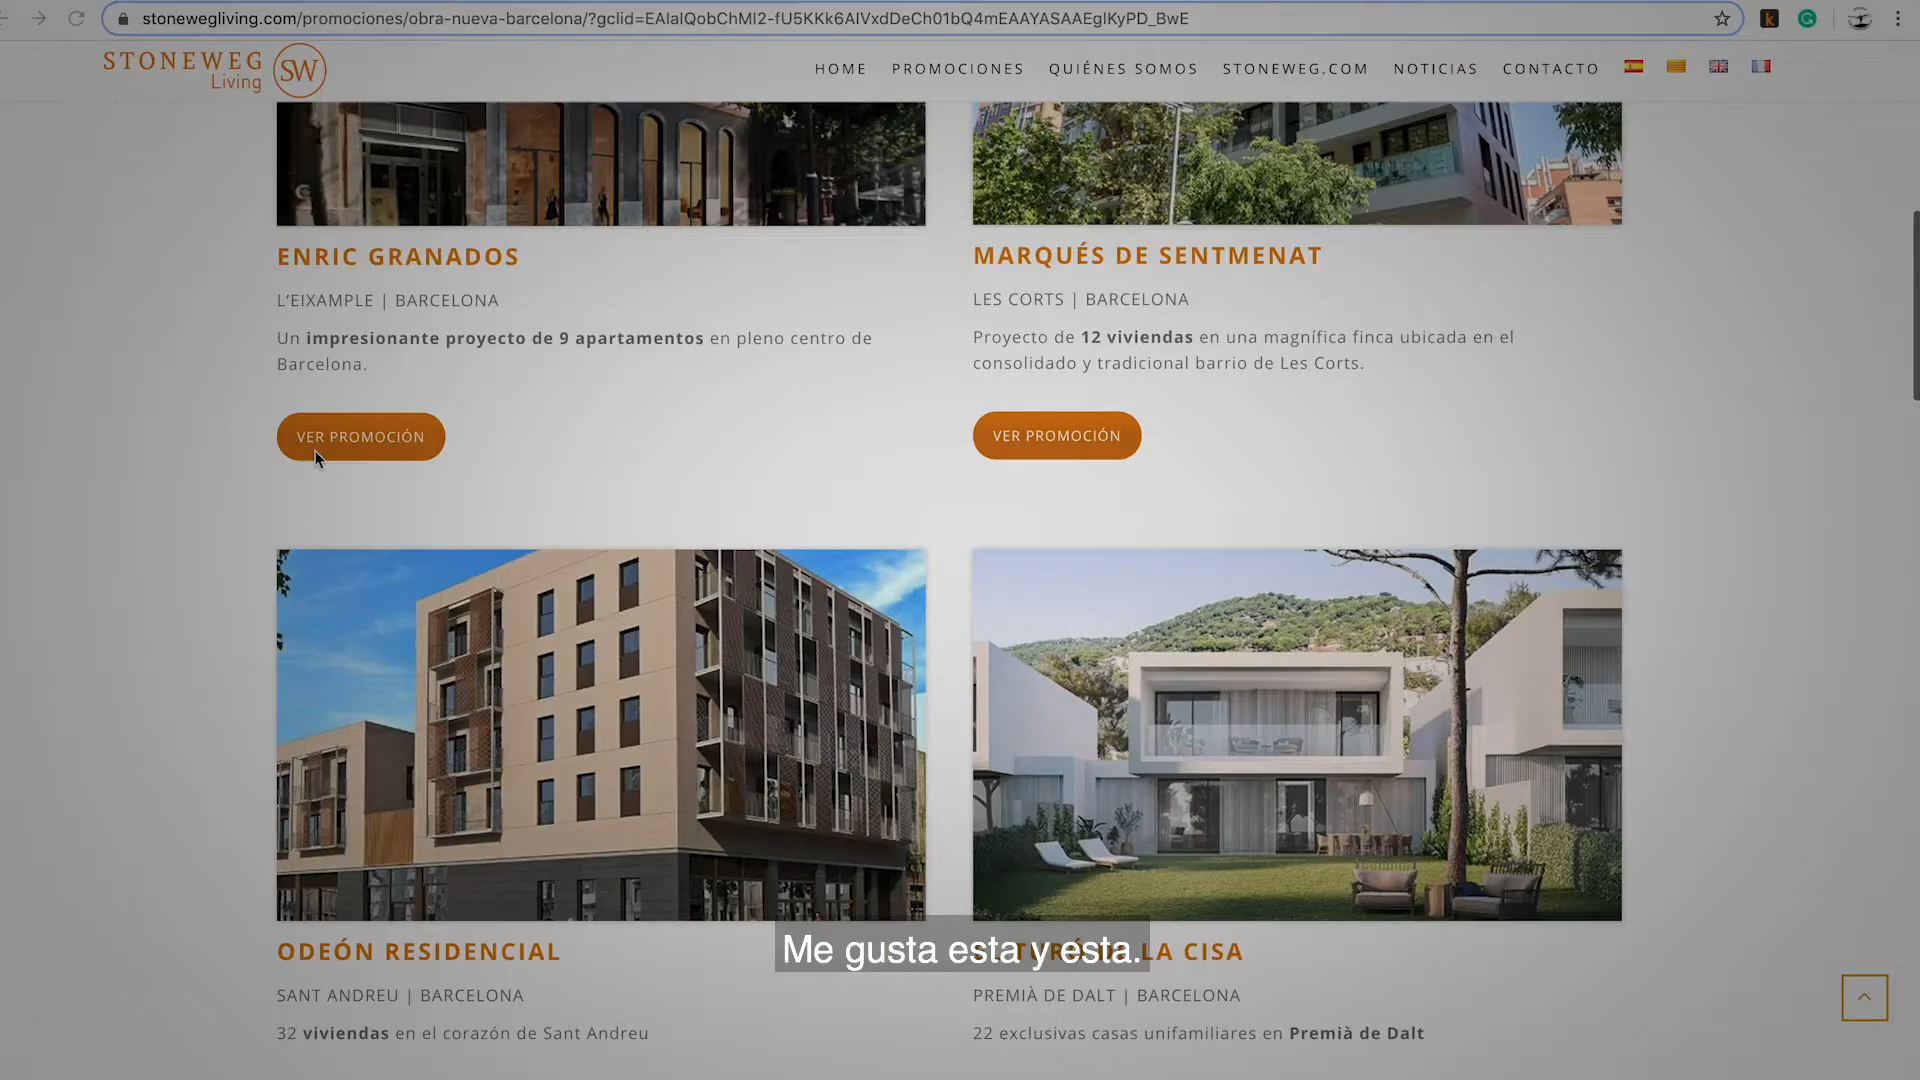 stonewegliving.com/promociones/obra-nueva-barcelona/?gclid=EAIaIQobChMI2-fU5KKk6AIVxdDeCh01bQ4mEAAYASAAEgIKyPD_BwE
STONEWEG
Living
SW
HOME PROMOCIONES QUIÉNES SOMOS STONEWEG.COM NOTICIAS CONTACTO
ENRIC GRANADOS
L'EIXAMPLE | BARCELONA
Un impresionante proyecto de 9 apartamentos en pleno centro de
Barcelona.
VER PROMOCIÓN
MARQUÉS DE SENTMENAT
LES CORTS | BARCELONA
Proyecto de 12 viviendas en una magnífica finca ubicada en el
consolidado y tradicional barrio de Les Corts.
VER PROMOCIÓN
ODEÓN RESIDENCIAL
SANT ANDREU | BARCELONA
32 viviendas en el corazón de Sant Andreu
LA CISA
PREMIÀ DE DALT | BARCELONA
22 exclusivas casas unifamiliares en Premià de Dalt
Me gusta esta y esta.